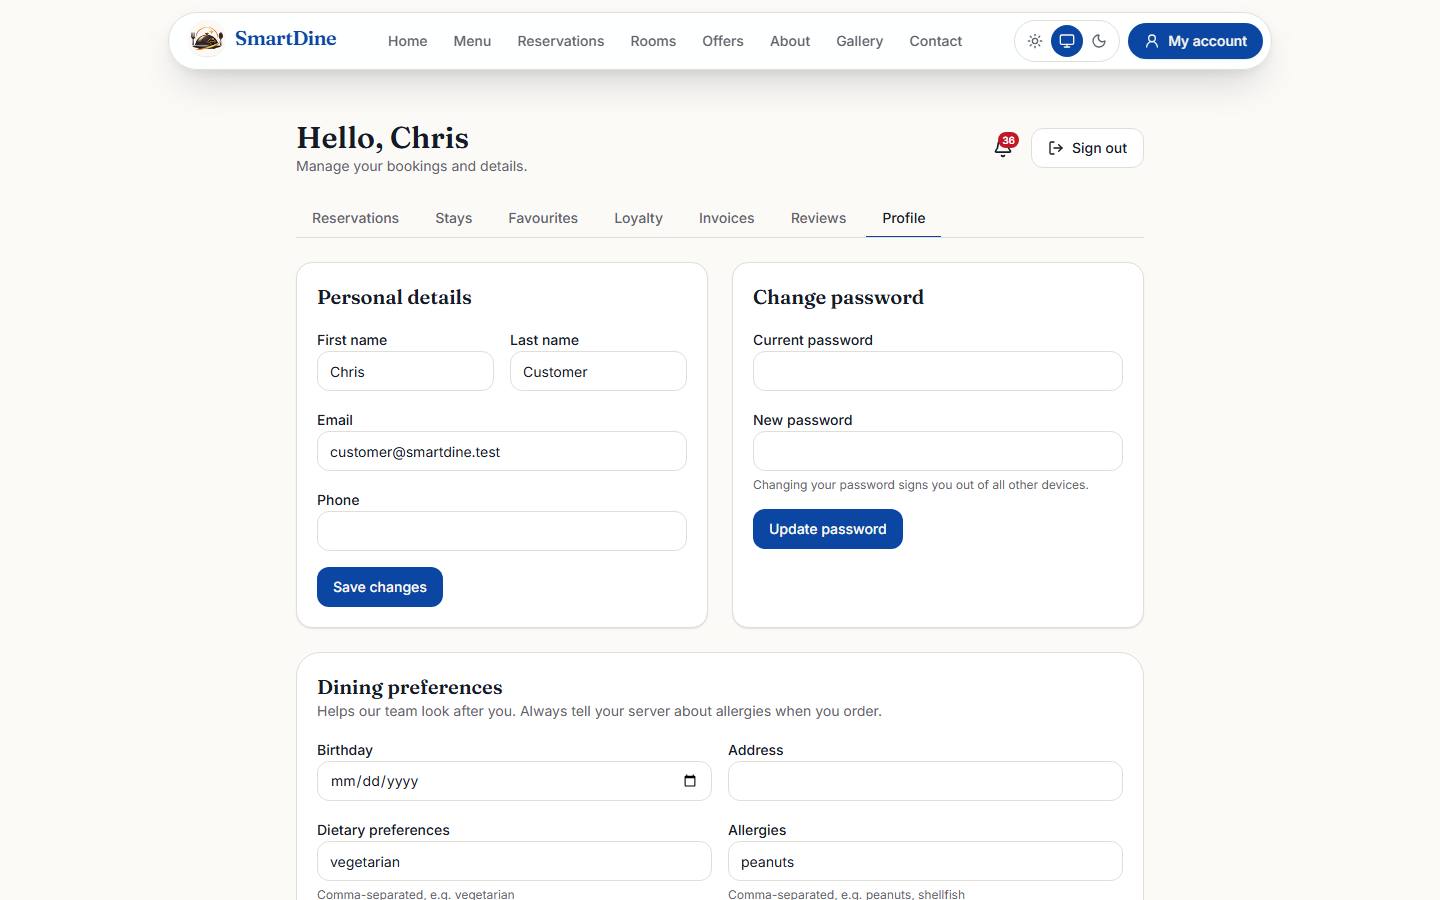 SmartDine
Home Menu Reservations Rooms Offers About Gallery Contact
My account
Hello, Chris
Manage your bookings and details.
36
Sign out
Reservations Stays Favourites Loyalty Invoices Reviews Profile
Personal details
First name Last name
Chris Customer
Email
customer@smartdine.test
Phone
Save changes
Change password
Current password
New password
Changing your password signs you out of all other devices.
Update password
Dining preferences
Helps our team look after you. Always tell your server about allergies when you order.
Birthday Address
mm/dd/yyyy
Dietary preferences Allergies
vegetarian peanuts
Comma-separated, e.g. vegetarian Comma-separated, e.g. peanuts, shellfish